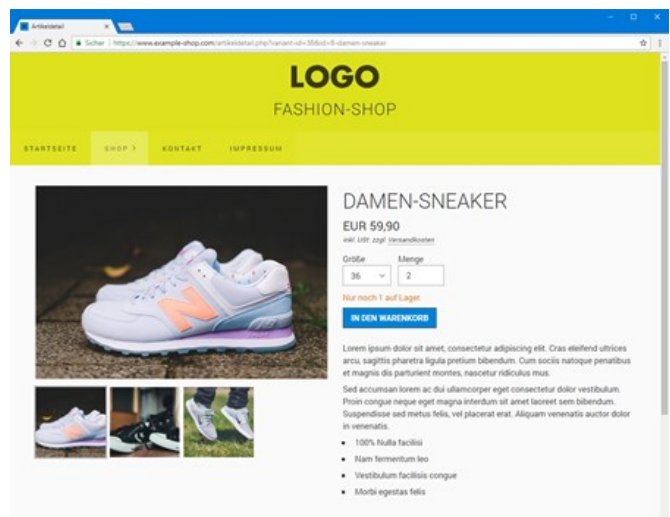 Artikeldetail
Sicher | https://www.example-shop.com/artikeldetail.php?variant-id=36&id=8-damen-sneaker
LOGO
FASHION-SHOP
STARTSEITE SHOP KONTAKT IMPRESSUM
DAMEN-SNEAKER
EUR 59,90
inkl. USt. zzgl. Versandkosten
Größe Menge
36 2
Nur noch 1 auf Lager.
IN DEN WARENKORB
Lorem ipsum dolor sit amet, consectetur adipiscing elit. Cras eleifend ultrices
arcu, sagittis pharetra ligula pretium bibendum. Cum sociis natoque penatibus
et magnis dis parturient montes, nascetur ridiculus mus.
Sed accumsan lorem ac dui ullamcorper eget consectetur dolor vestibulum.
Proin congue neque eget magna interdum sit amet laoreet sem bibendum.
Suspendisse sed metus felis, vel placerat erat. Aliquam venenatis auctor dolor
in venenatis.
• 100% Nulla facilisi
• Nam fermentum leo
• Vestibulum facilisis congue
• Morbi egestas felis
N